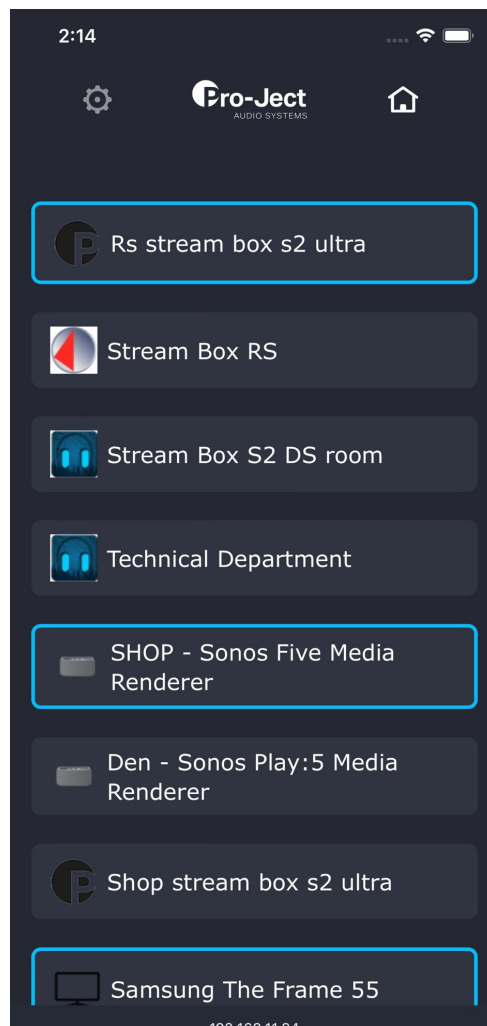 2:14
Pro-Ject
AUDIO SYSTEMS
Rs stream box s2 ultra
Stream Box RS
Stream Box S2 DS room
Technical Department
SHOP - Sonos Five Media
Renderer
Den - Sonos Play:5 Media
Renderer
Shop stream box s2 ultra
Samsung The Frame 55